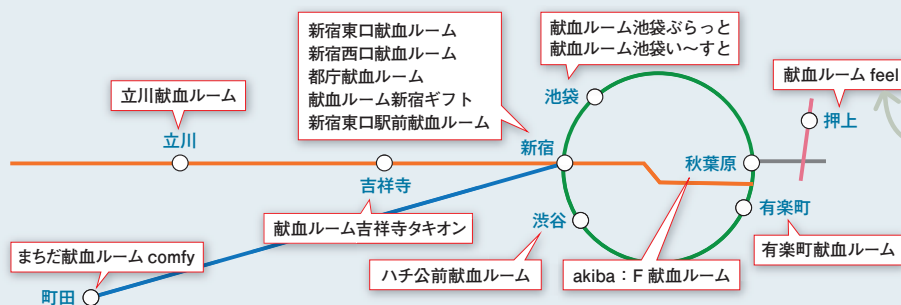 新宿東口献血ルーム
新宿西口献血ルーム
都庁献血ルーム
献血ルーム新宿ギフト
新宿東口駅前献血ルーム
献血ルーム池袋ぶらっと
献血ルーム池袋い〜すと
献血ルーム feel
立川献血ルーム
池袋
押上
立川
新宿
秋葉原
吉祥寺
有楽町
渋谷
献血ルーム吉祥寺タキオン
有楽町献血ルーム
まちだ献血ルーム comfy
ハチ公前献血ルーム
akiba：F 献血ルーム
町田